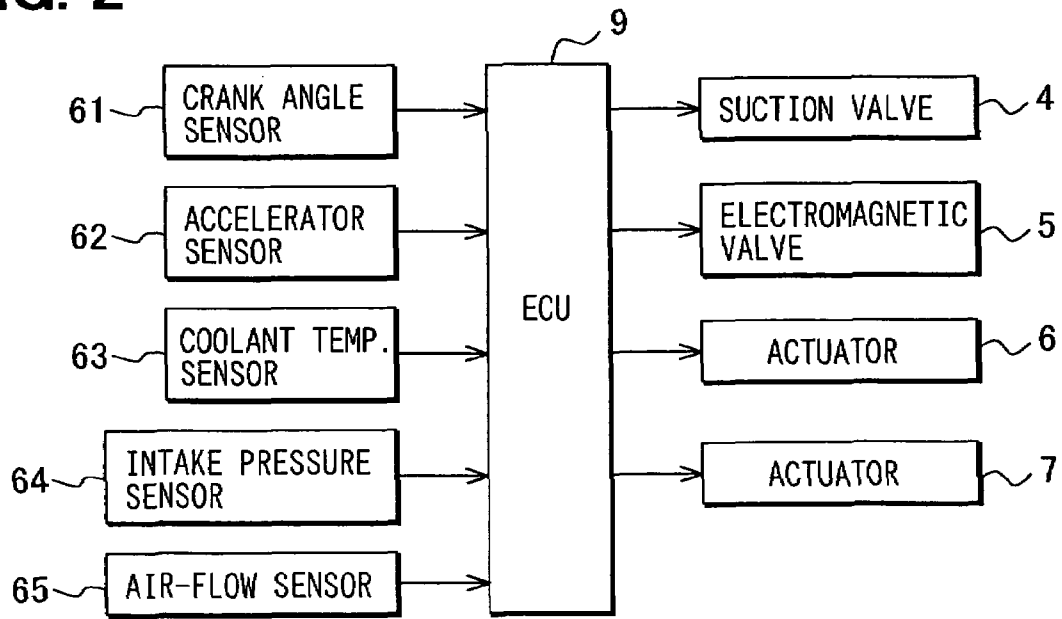 9
61 CRANK ANGLE
SENSOR
62 ACCELERATOR
SENSOR
63 COOLANT TEMP.
SENSOR
64 INTAKE PRESSURE
SENSOR
65 AIR-FLOW SENSOR
ECU
SUCTION VALVE 4
ELECTROMAGNETIC
VALVE 5
ACTUATOR 6
ACTUATOR 7